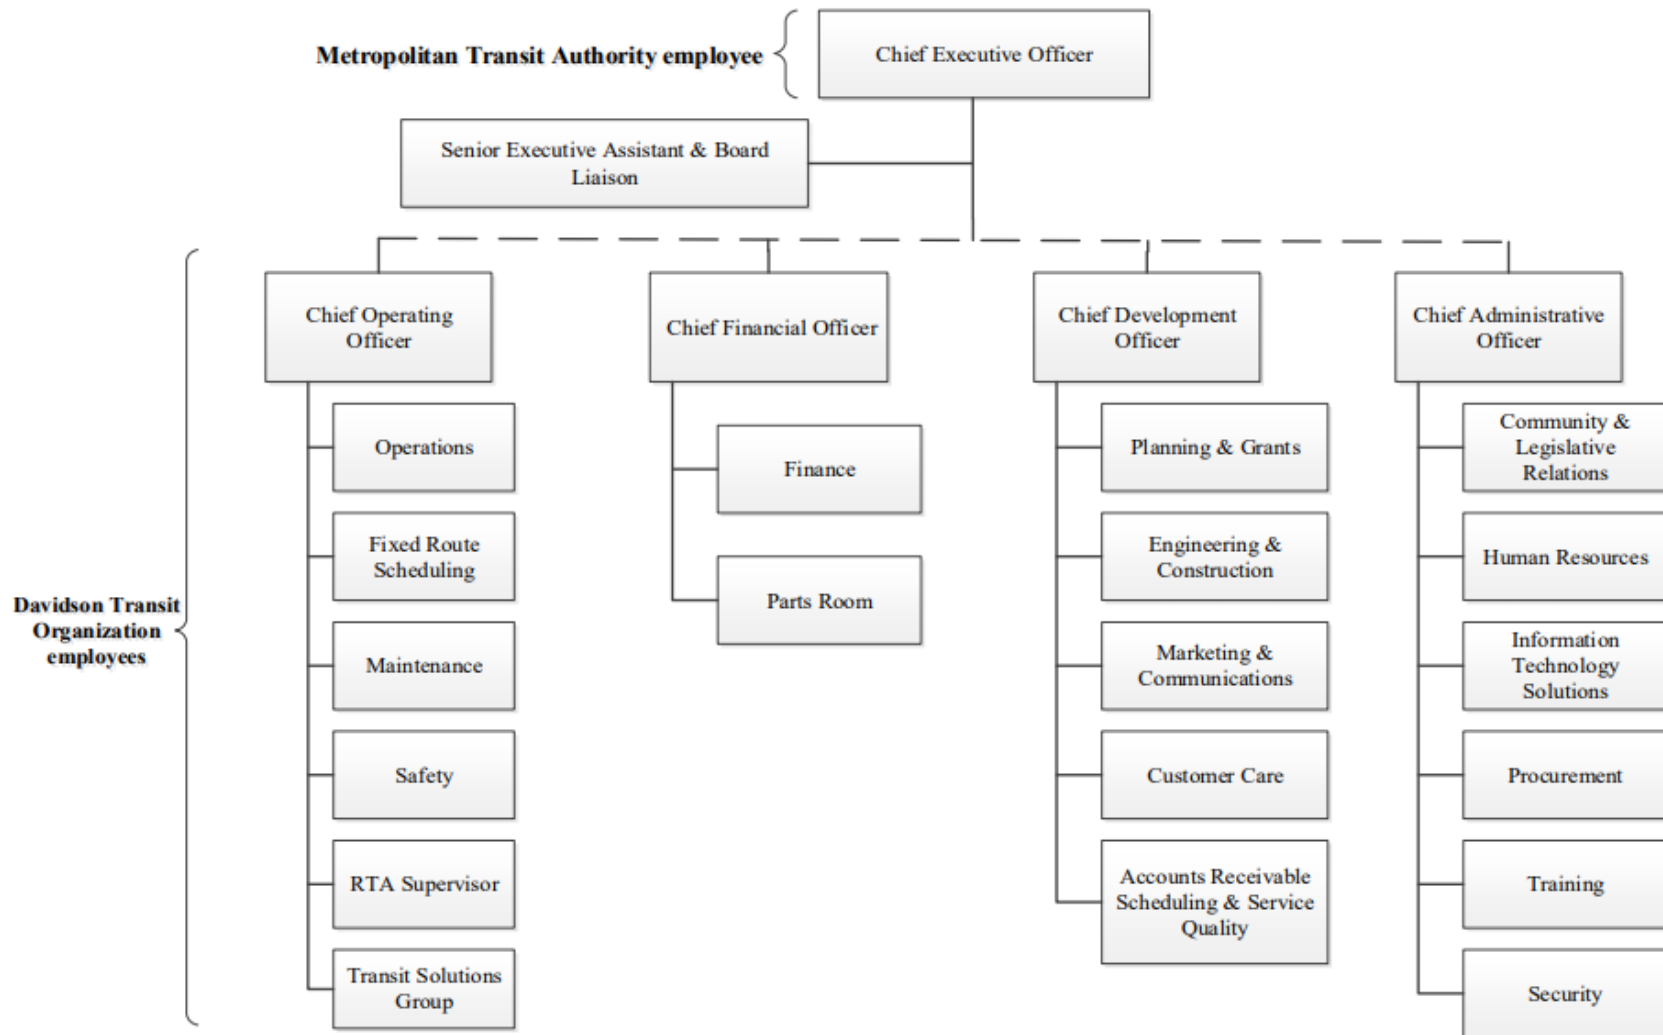 Metropolitan Transit Authority employee
Chief Executive Officer
Senior Executive Assistant & Board
Liaison
Davidson Transit
Organization
employees
Chief Operating
Officer
Operations
Fixed Route
Scheduling
Maintenance
Safety
RTA Supervisor
Transit Solutions
Group
Chief Financial Officer
Finance
Parts Room
Chief Development
Officer
Planning & Grants
Engineering &
Construction
Marketing &
Communications
Customer Care
Accounts Receivable
Scheduling & Service
Quality
Chief Administrative
Officer
Community &
Legislative
Relations
Human Resources
Information
Technology
Solutions
Procurement
Training
Security